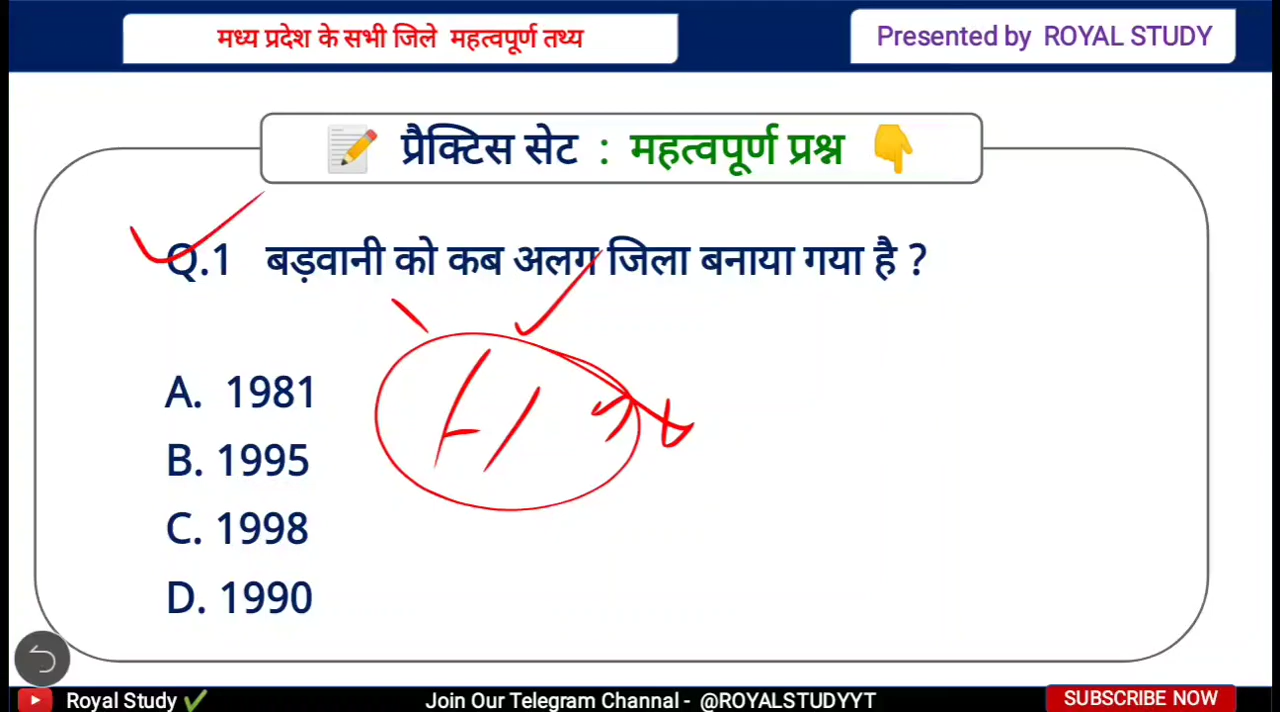 मध्य प्रदेश के सभी जिले महत्वपूर्ण तथ्य
Presented by ROYAL STUDY
प्रैक्टिस सेट : महत्वपूर्ण प्रश्न
Q.1 बड़वानी को कब अलग जिला बनाया गया है ?
A. 1981
B. 1995
C. 1998
D. 1990
Royal Study
Join Our Telegram Channal - @ROYALSTUDYYT
SUBSCRIBE NOW